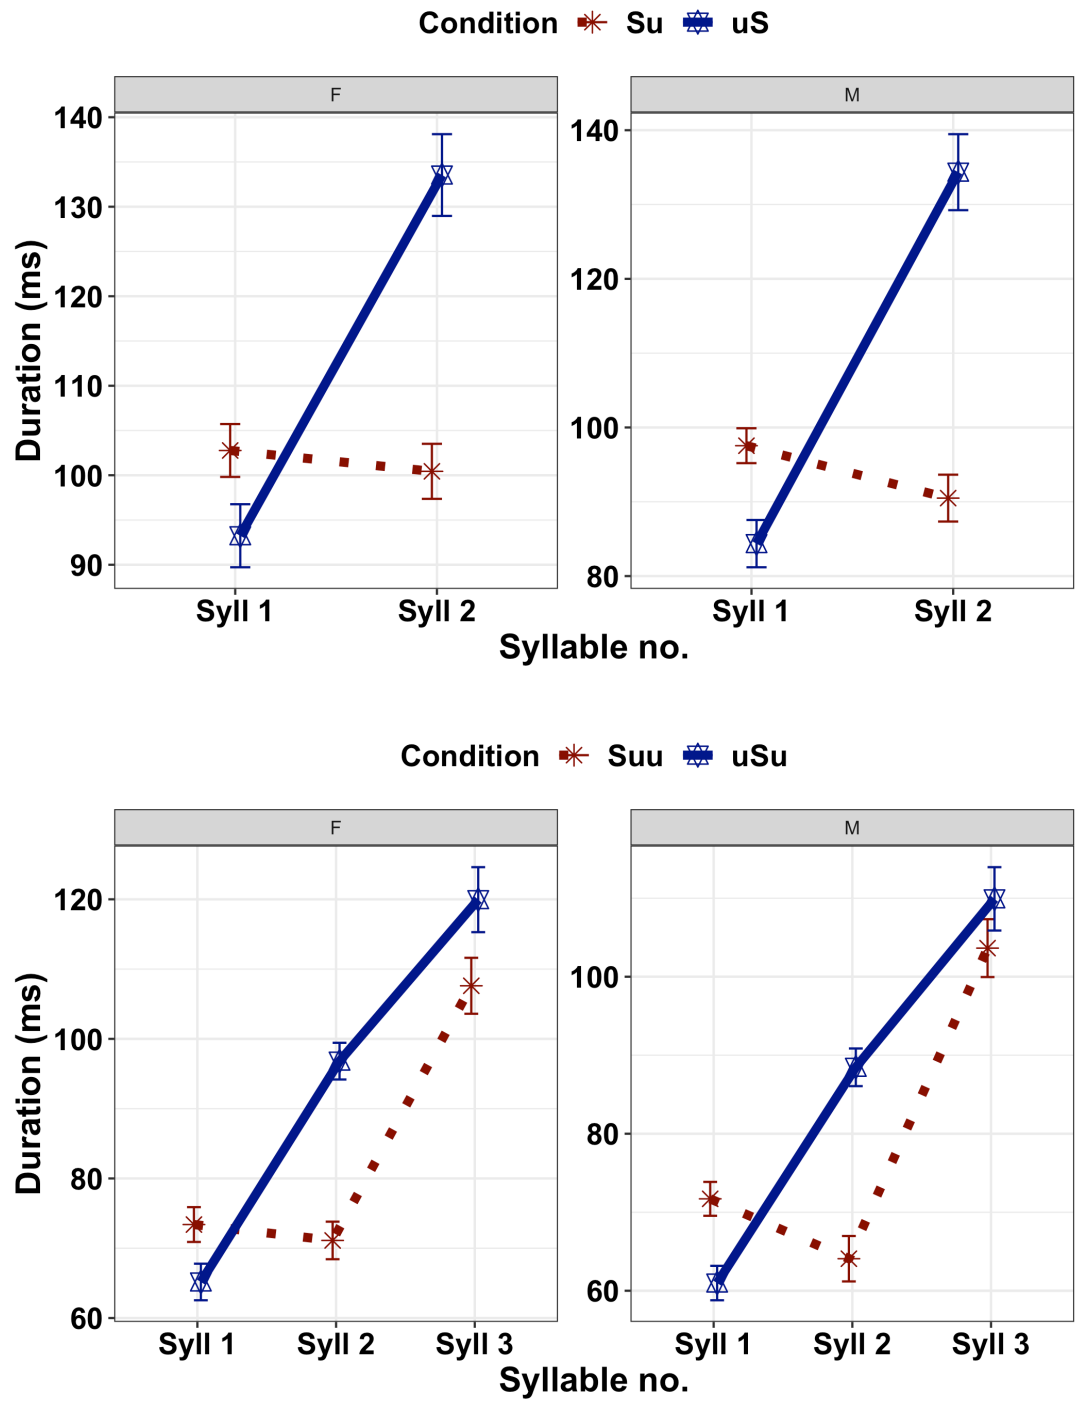 Condition Su uS
F M
140
130
120
110
100
90
140
120
100
80
Duration (ms)
Syll 1 Syll 2 Syll 1 Syll 2
Syllable no.
Condition Suu uSu
F M
120
100
80
60
100
80
60
Duration (ms)
Syll 1 Syll 2 Syll 3 Syll 1 Syll 2 Syll 3
Syllable no.